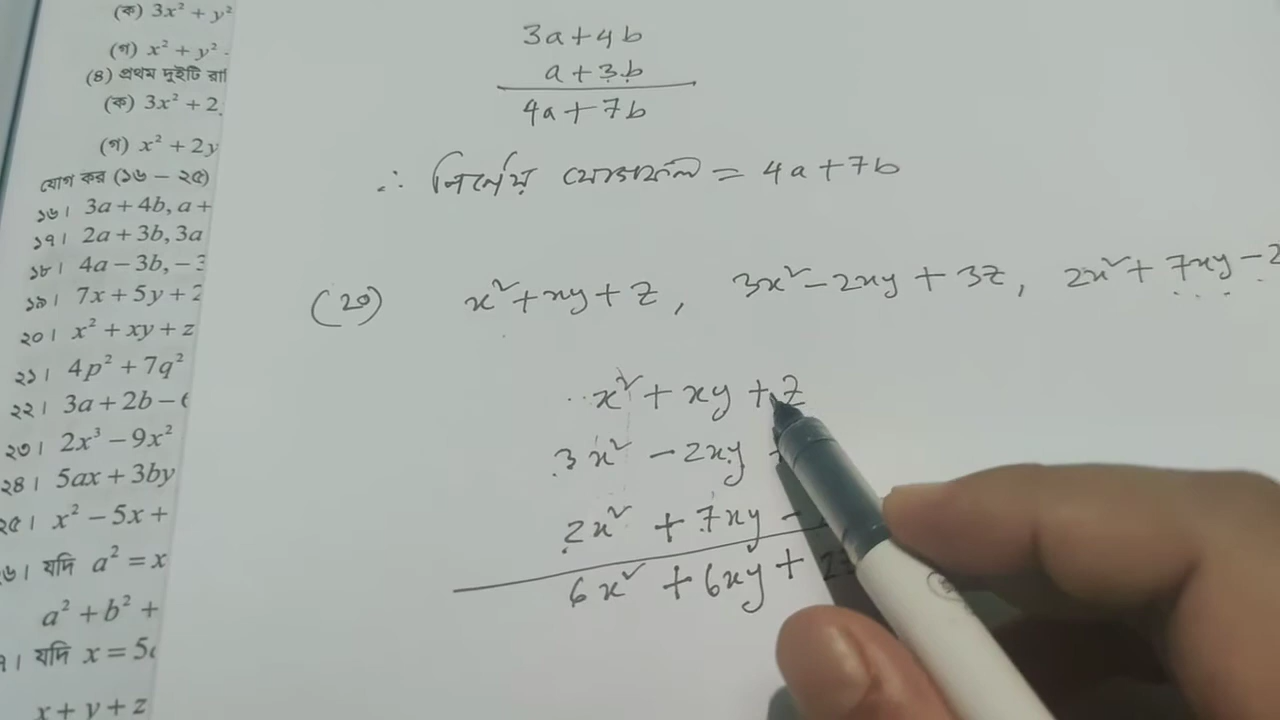 (ক) 3x² + y²
(গ) x² + y² -
(৪) প্রথম দুইটি রা
(ক) 3x² + 2
(গ) x² + 2y
যোগ কর (১৬ – ২৫)
১৬। 3a + 4b, a +
১৭। 2a + 3b, 3a
১৮। 4a – 3b, –3
১৯। 7x + 5y + 2
২০। x² + xy + z
২১। 4p² + 7q²
২২। 3a + 2b –
২৩। 2x³ – 9x²
২৪। 5ax + 3by
২৫। x² – 5x +
২৬। যদি a² = x
a² + b² +
যদি x = 5
x + y + z
3a + 4b
a + 3b
4a + 7b
∴ নির্ণেয় যোগফল = 4a + 7b
(20) x² + xy + z, 3x² – 2xy + 3z, 2x² + 7xy – 2
x² + xy + z
3x² – 2xy
2x² + 7xy –
6x² + 6xy + 2